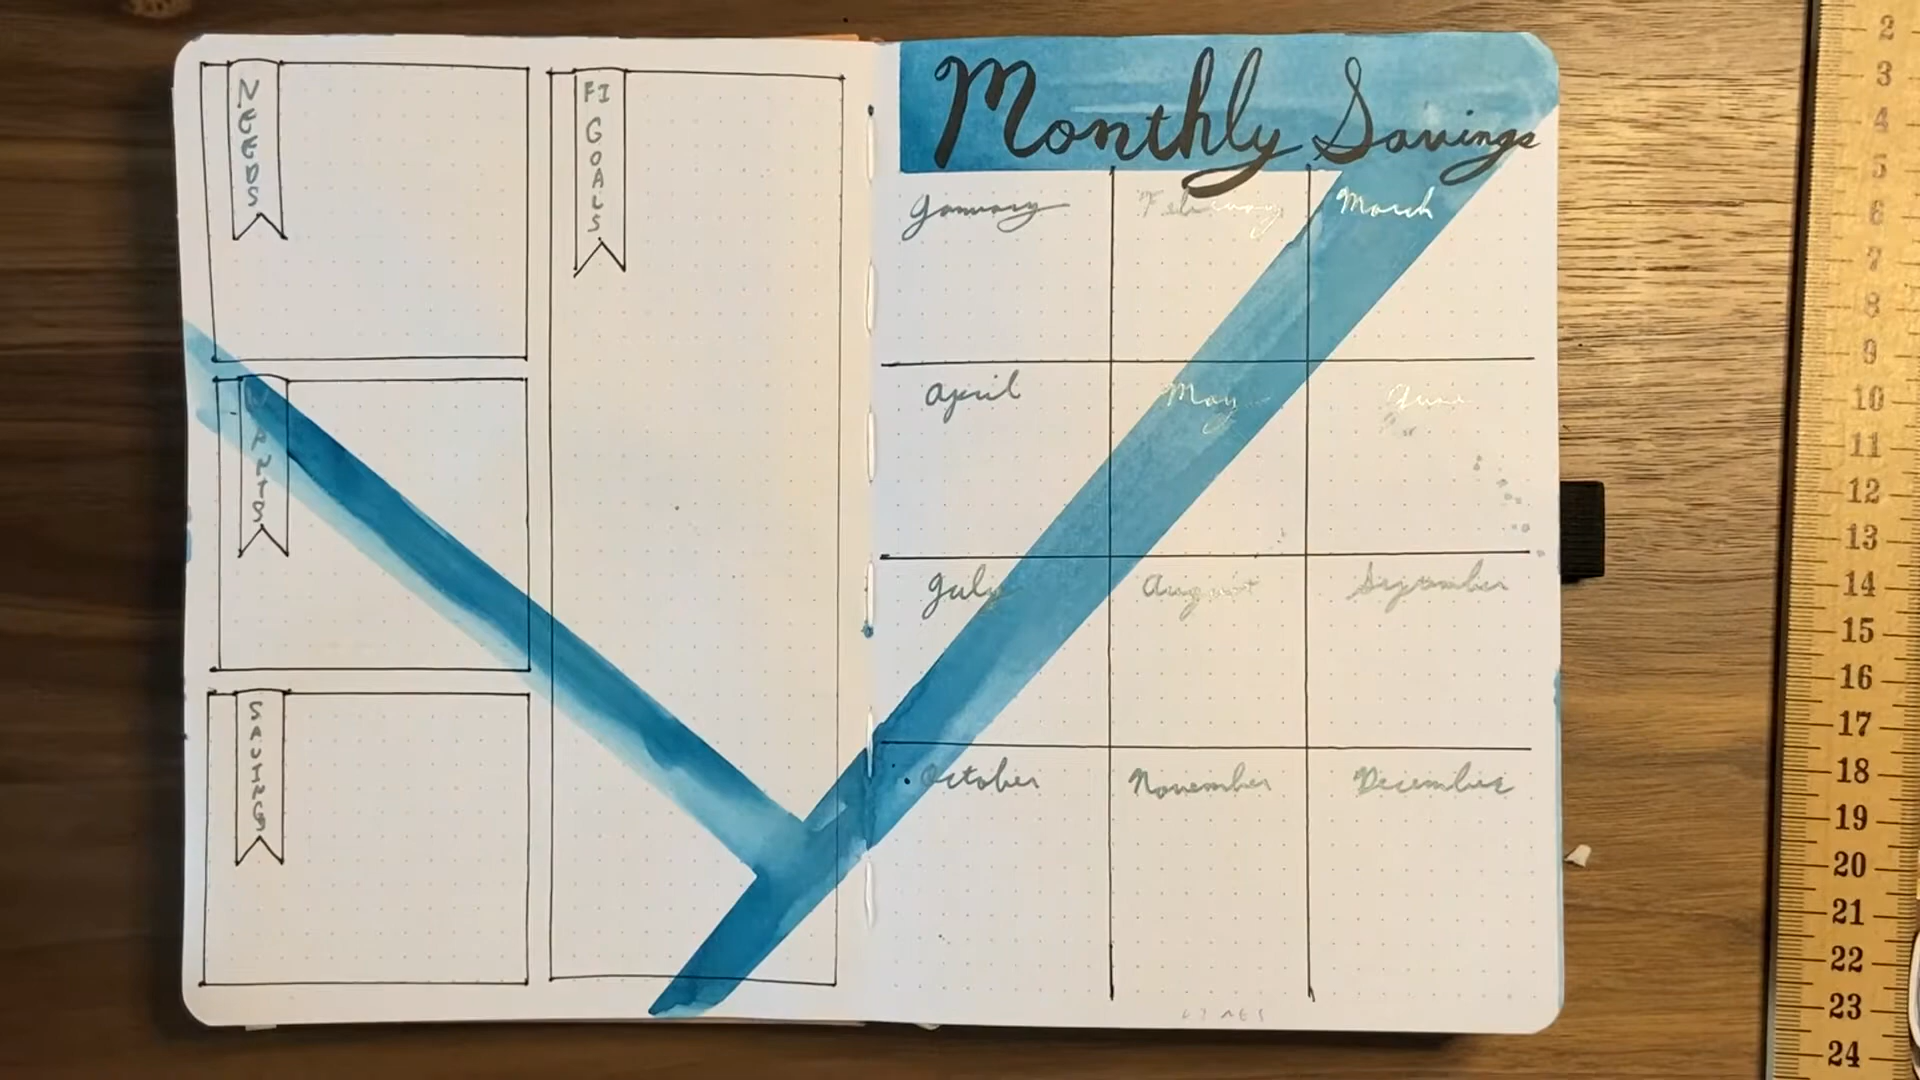 NEEDS
WANTS
SAVINGS
FI GOALS
Monthly Savings
January February March
April May June
July August September
October November December
2
3
4
5
6
7
8
9
10
11
12
13
14
15
16
17
18
19
20
21
22
23
24